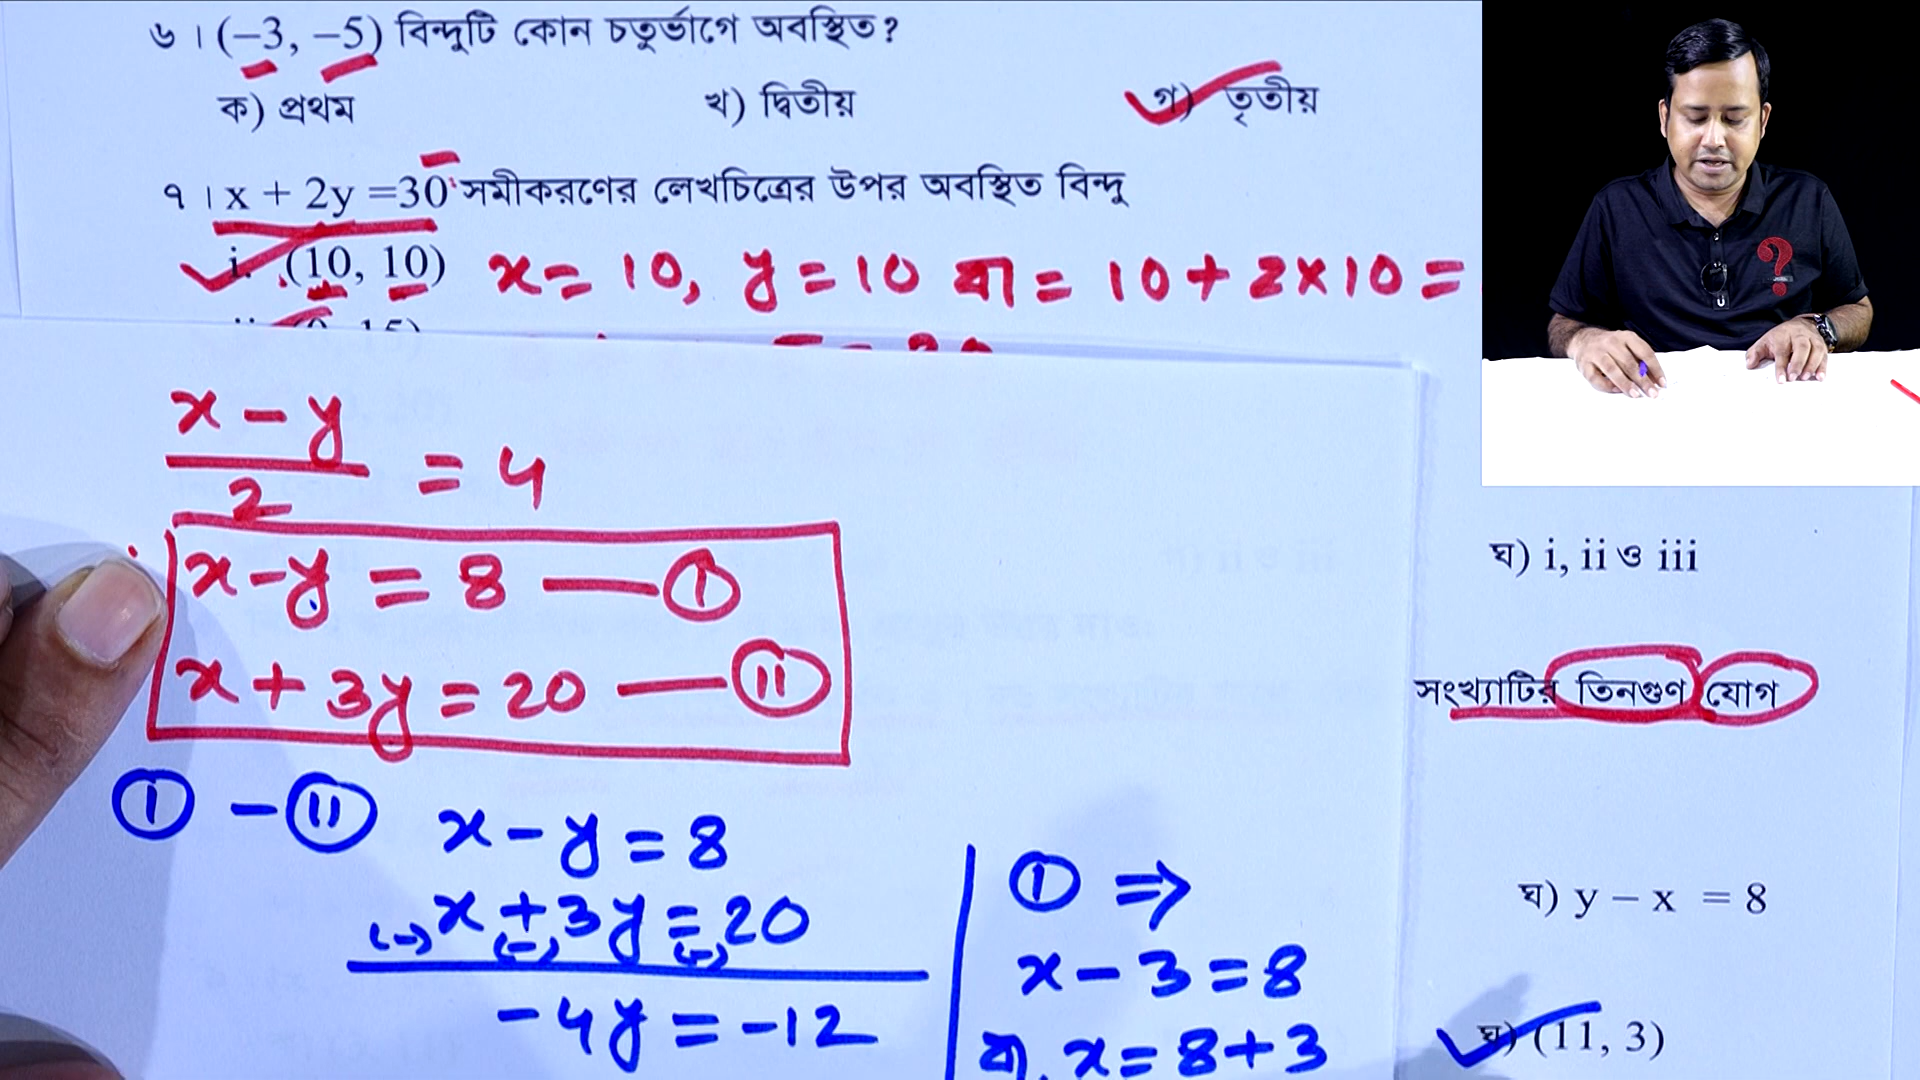 ৬। (−3, −5) বিন্দুটি কোন চতুর্ভাগে অবস্থিত?
ক) প্রথম খ) দ্বিতীয় গ) তৃতীয়
৭। x + 2y =30 সমীকরণের লেখচিত্রের উপর অবস্থিত বিন্দু
i. (10, 10) x = 10, y = 10 বা = 10 + 2×10 =
x − y
2
= 4
x − y = 8 — I
x + 3y = 20 — II
I − II x − y = 8
x + 3y = 20
(−) (−) (−)
−4y = −12
I ⇒
x − 3 = 8
বা, x = 8 + 3
ঘ) i, ii ও iii
সংখ্যাটির তিনগুণ যোগ
ঘ) y − x = 8
ঘ) (11, 3)
?